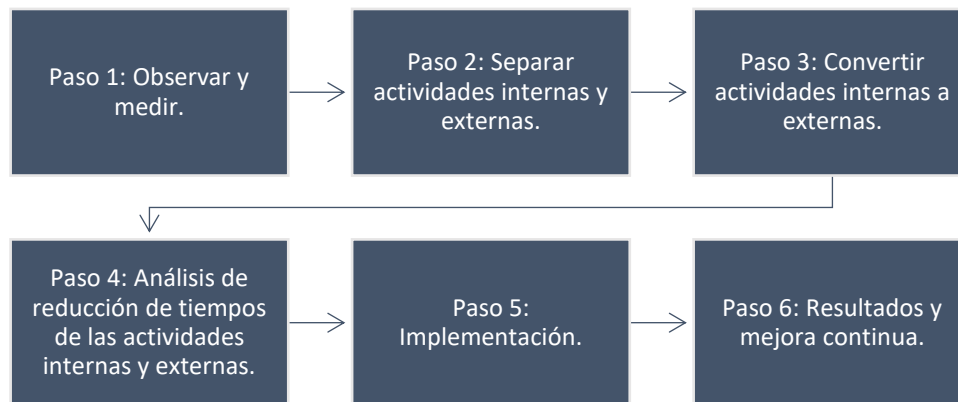 Paso 1: Observar y
medir.
Paso 2: Separar
actividades internas y
externas.
Paso 3: Convertir
actividades internas a
externas.
Paso 4: Análisis de
reducción de tiempos
de las actividades
internas y externas.
Paso 5:
Implementación.
Paso 6: Resultados y
mejora continua.